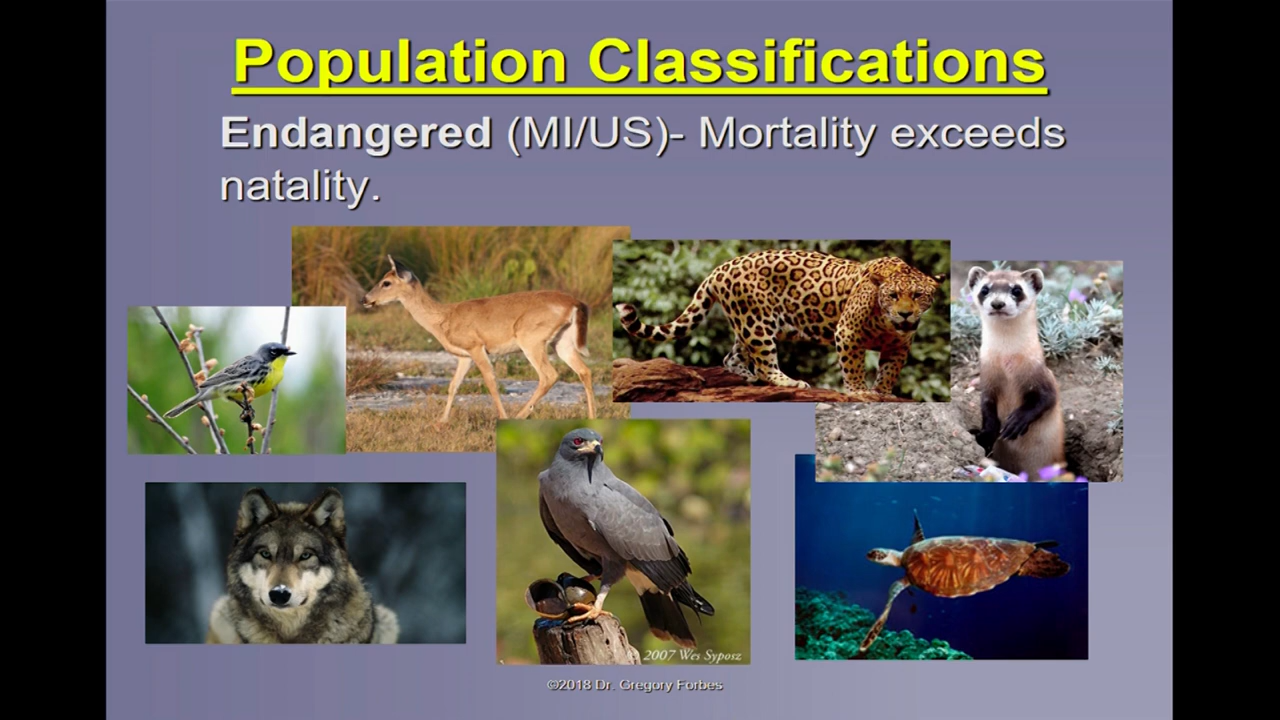 Population Classifications
Endangered (MI/US)- Mortality exceeds
natality.
2007 Wes Syposz
©2018 Dr. Gregory Forbes